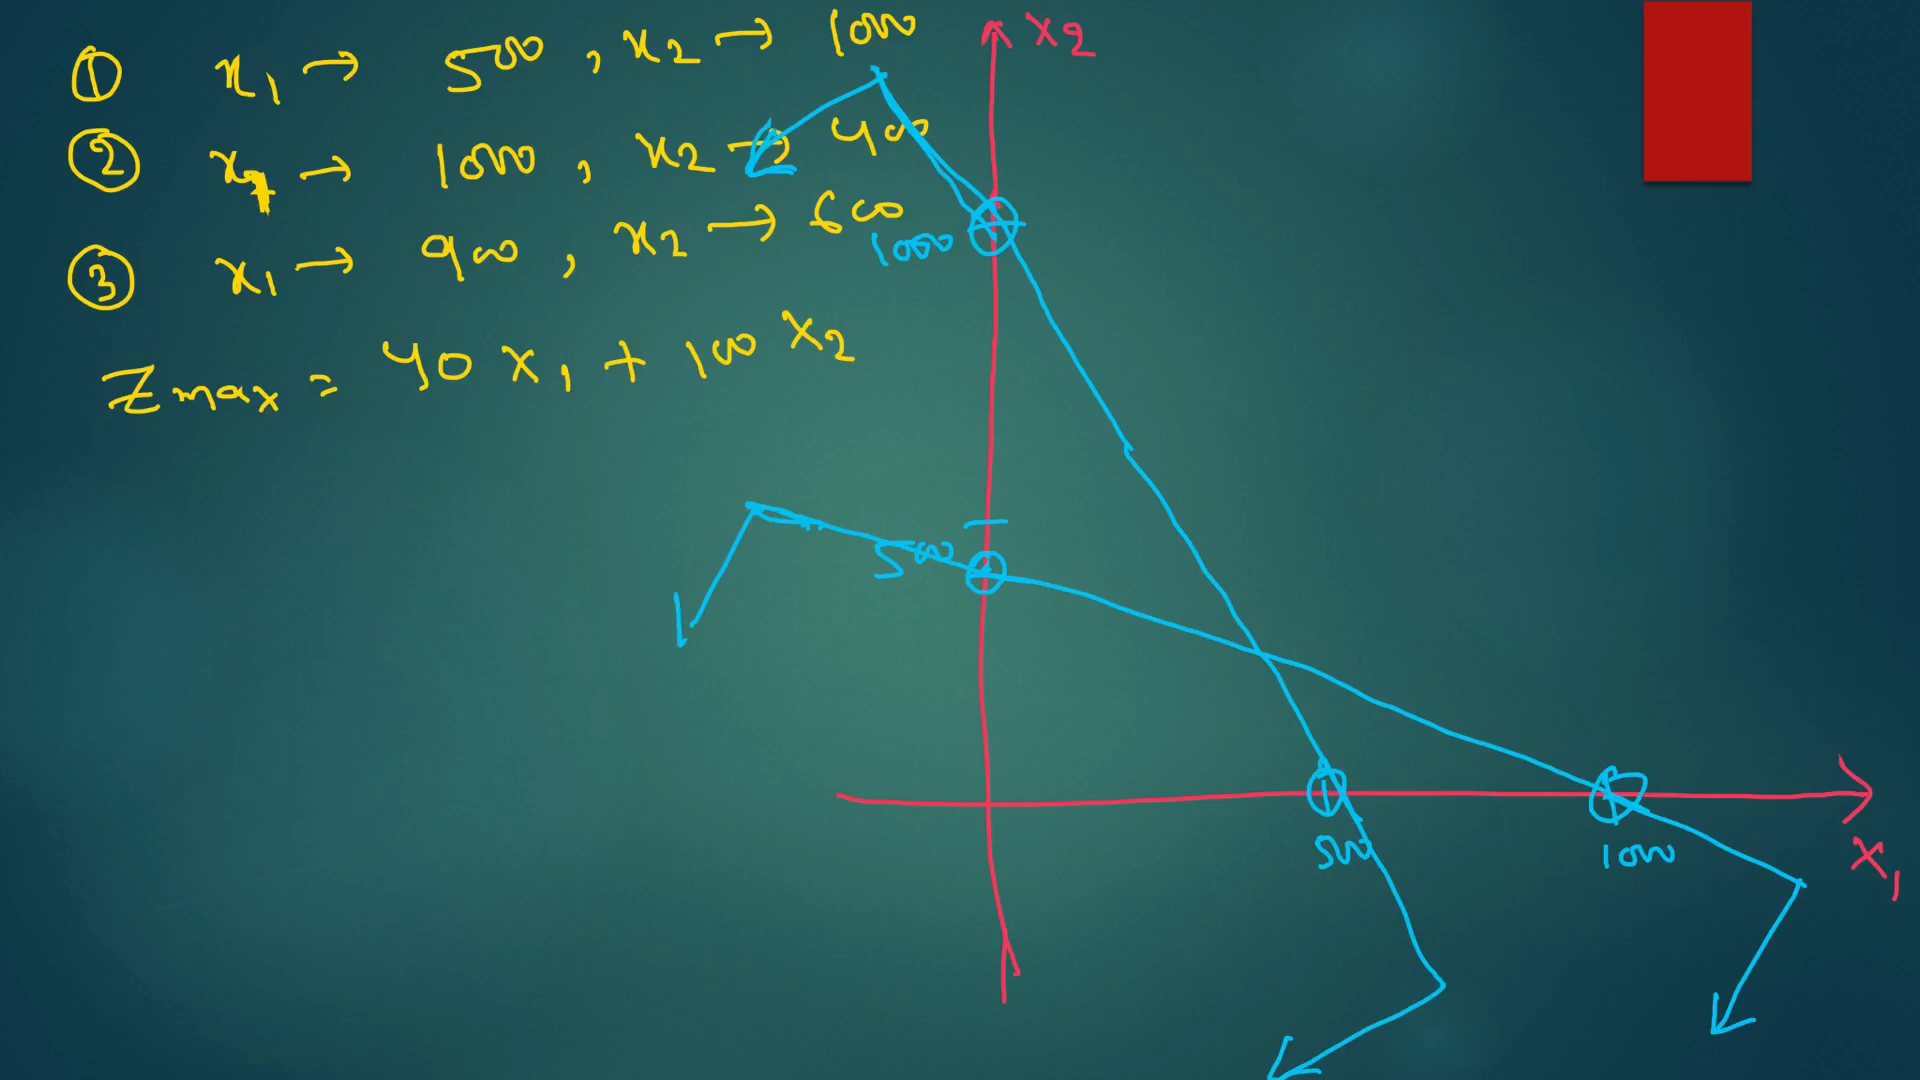 ① x1 → 500 , x2 → 1000
② x1 → 1000 , x2 → 400
③ x1 → 900 , x2 → 600
Zmax = 40 x1 + 100 x2
x2
1000
500
500
1000
x1